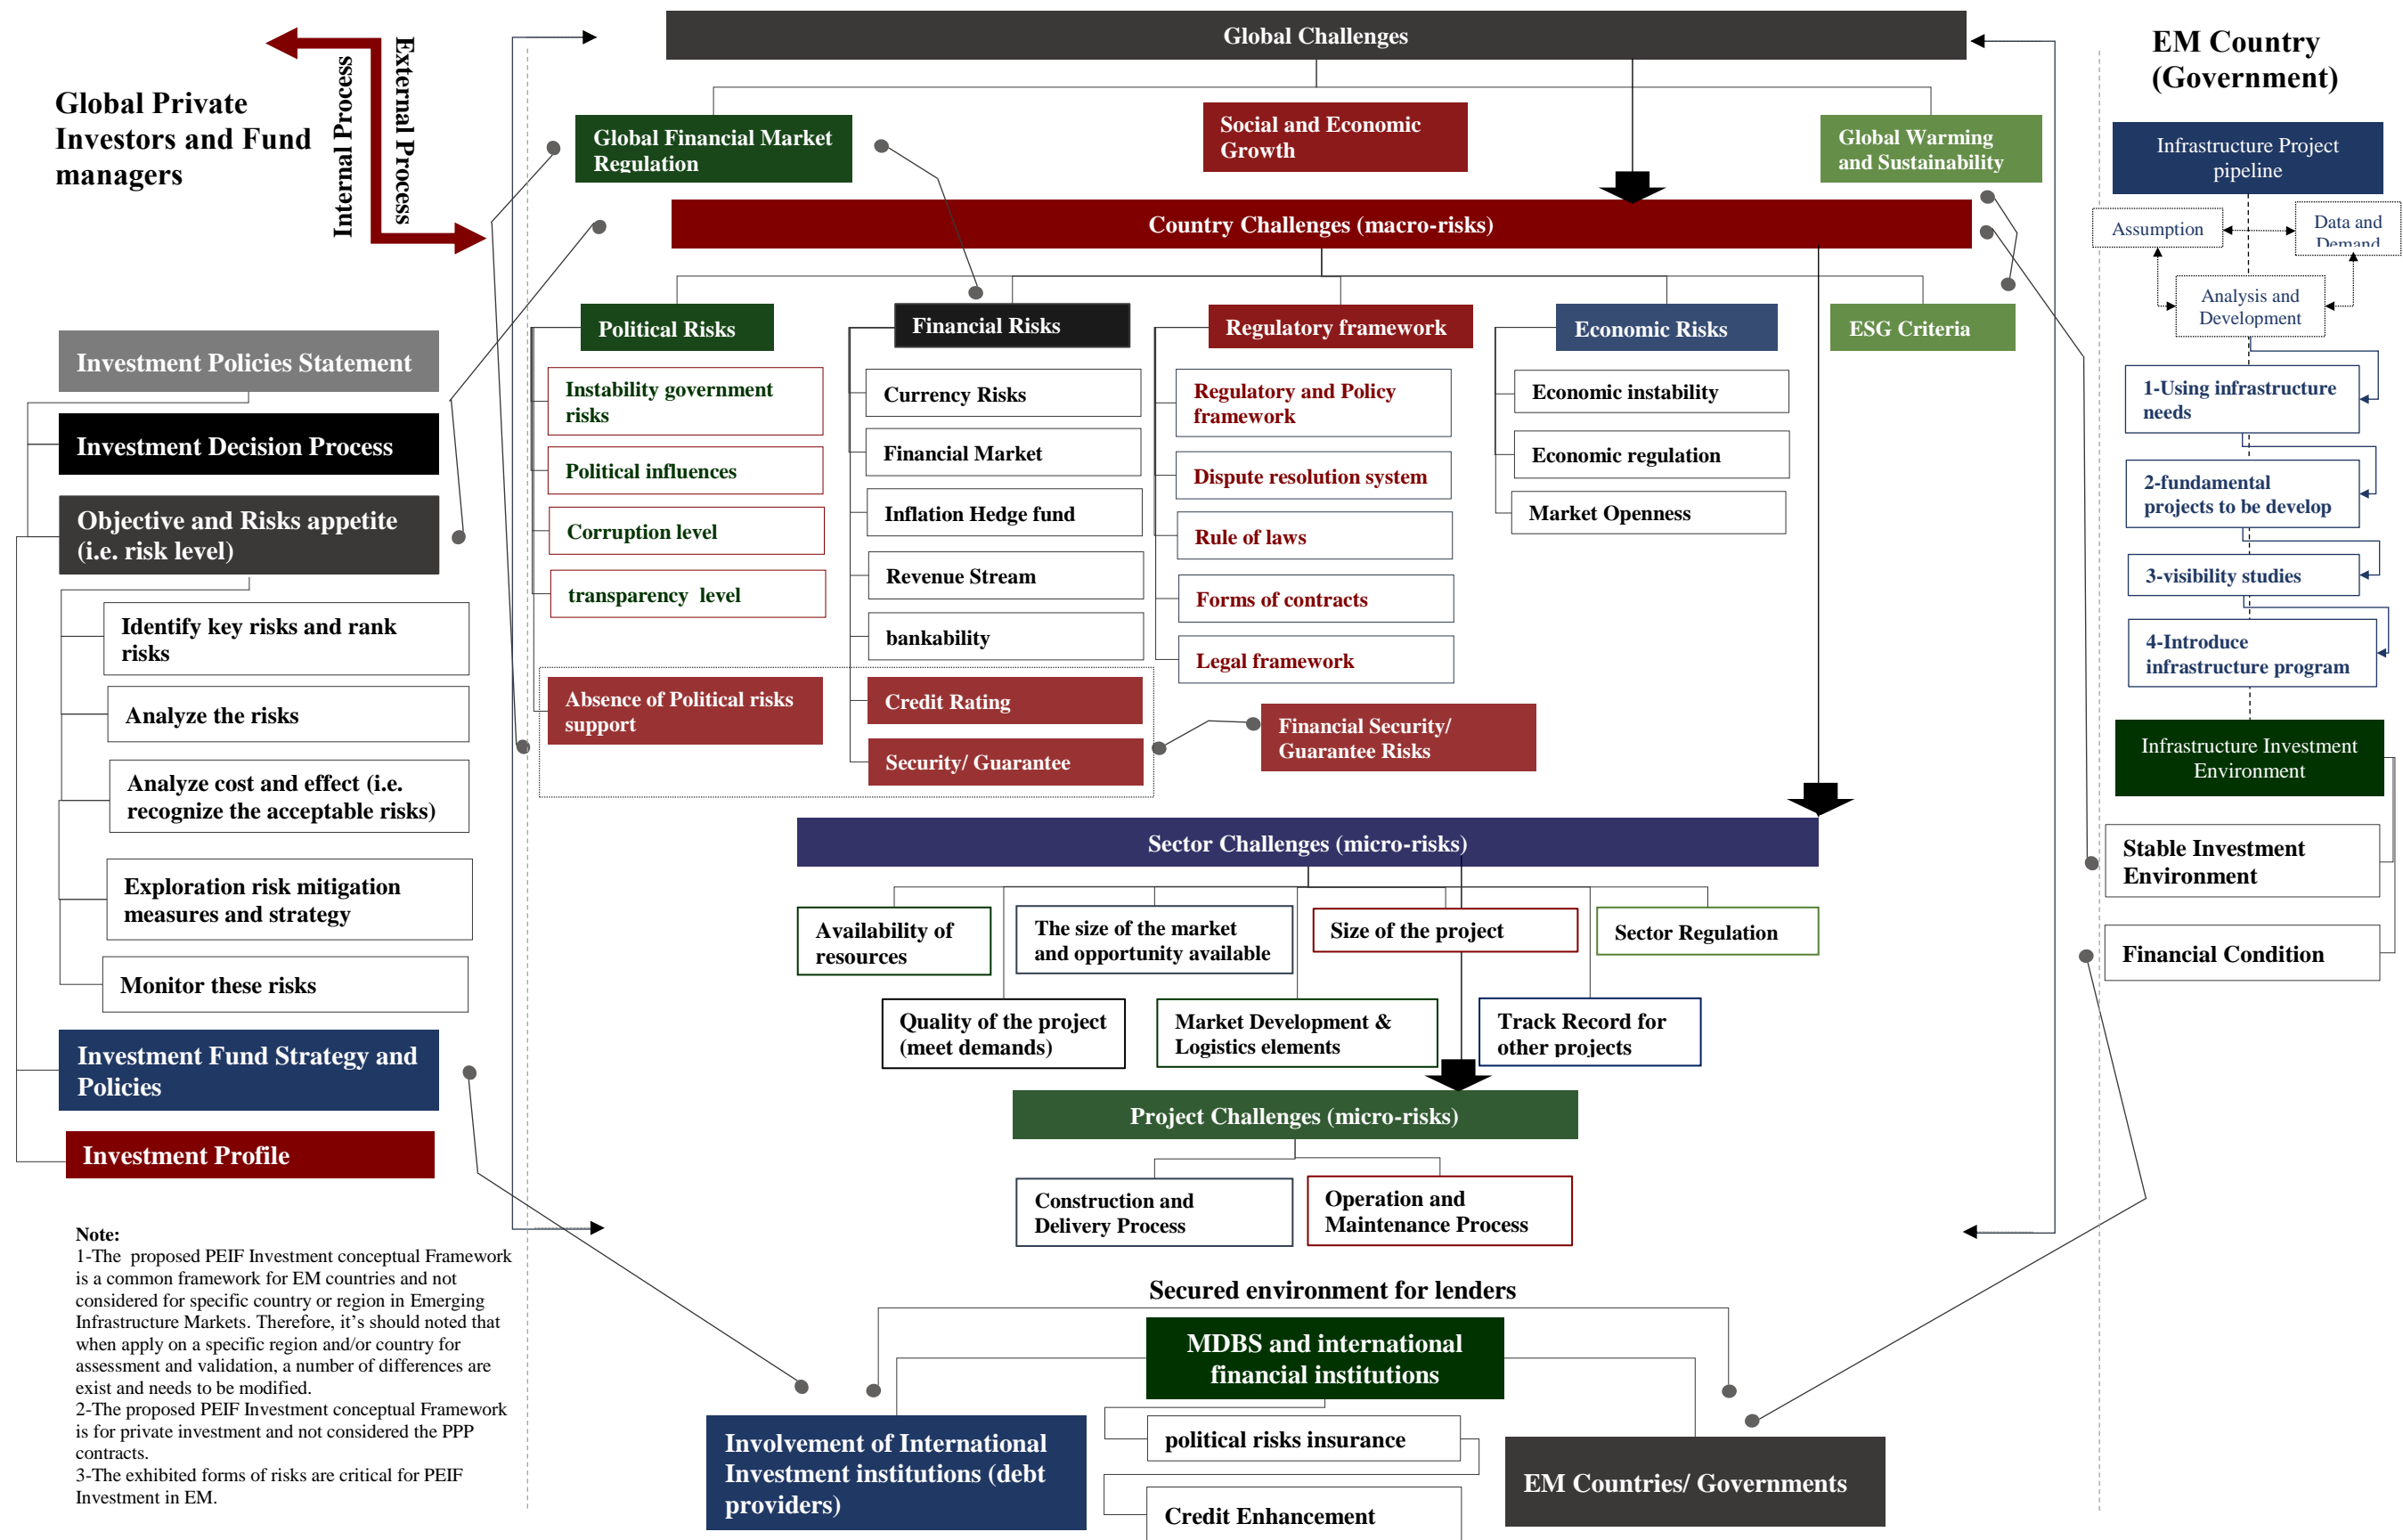 Global Private
Investors and Fund
managers
Internal Process
External Process
Investment Policies Statement
Investment Decision Process
Objective and Risks appetite
(i.e. risk level)
Identify key risks and rank
risks
Analyze the risks
Analyze cost and effect (i.e.
recognize the acceptable risks)
Exploration risk mitigation
measures and strategy
Monitor these risks
Investment Fund Strategy and
Policies
Investment Profile
Note:
1-The proposed PEIF Investment conceptual Framework
is a common framework for EM countries and not
considered for specific country or region in Emerging
Infrastructure Markets. Therefore, it's should noted that
when apply on a specific region and/or country for
assessment and validation, a number of differences are
exist and needs to be modified.
2-The proposed PEIF Investment conceptual Framework
is for private investment and not considered the PPP
contracts.
3-The exhibited forms of risks are critical for PEIF
Investment in EM.
Global Challenges
Global Financial Market
Regulation
Social and Economic
Growth
Global Warming
and Sustainability
Country Challenges (macro-risks)
Political Risks
Instability government
risks
Political influences
Corruption level
transparency level
Absence of Political risks
support
Financial Risks
Currency Risks
Financial Market
Inflation Hedge fund
Revenue Stream
bankability
Credit Rating
Security/ Guarantee
Regulatory framework
Regulatory and Policy
framework
Dispute resolution system
Rule of laws
Forms of contracts
Legal framework
Financial Security/
Guarantee Risks
Economic Risks
Economic instability
Economic regulation
Market Openness
ESG Criteria
Sector Challenges (micro-risks)
Availability of
resources
The size of the market
and opportunity available
Size of the project
Sector Regulation
Quality of the project
(meet demands)
Market Development &
Logistics elements
Track Record for
other projects
Project Challenges (micro-risks)
Construction and
Delivery Process
Operation and
Maintenance Process
Secured environment for lenders
MDBS and international
financial institutions
Involvement of International
Investment institutions (debt
providers)
political risks insurance
Credit Enhancement
EM Countries/ Governments
EM Country
(Government)
Infrastructure Project
pipeline
Assumption
Data and
Demand
Analysis and
Development
1-Using infrastructure
needs
2-fundamental
projects to be develop
3-visibility studies
4-Introduce
infrastructure program
Infrastructure Investment
Environment
Stable Investment
Environment
Financial Condition